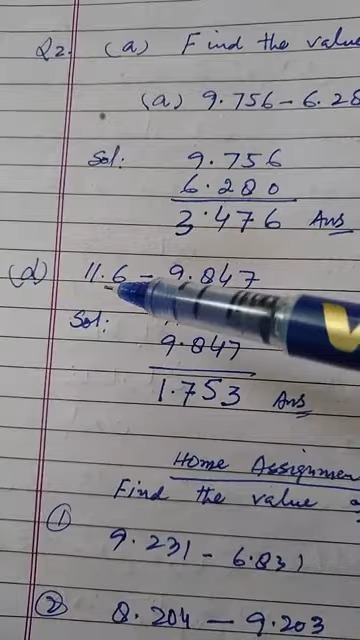 Q2. (a) Find the value
(a) 9.756 - 6.28
Sol: 9.756
6.280
3.476 Ans
(d) 11.6 - 9.847
Sol:
9.847
1.753 Ans
Home Assignmen
Find the value
① 9.231 - 6.831
② 8.204 - 9.203